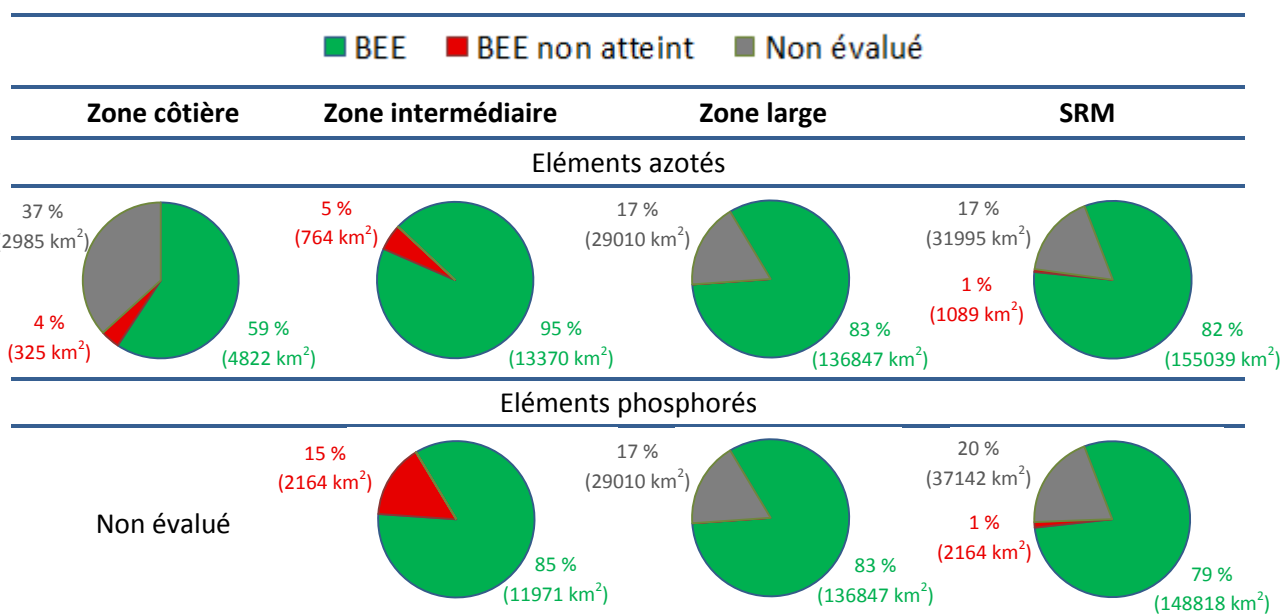 BEE BEE non atteint Non évalué
Zone côtière Zone intermédiaire Zone large SRM
Eléments azotés
37 %
(2985 km²)
4 %
(325 km²)
59 %
(4822 km²)
5 %
(764 km²)
95 %
(13370 km²)
17 %
(29010 km²)
83 %
(136847 km²)
17 %
(31995 km²)
1 %
(1089 km²)
82 %
(155039 km²)
Eléments phosphorés
Non évalué
15 %
(2164 km²)
85 %
(11971 km²)
17 %
(29010 km²)
83 %
(136847 km²)
20 %
(37142 km²)
1 %
(2164 km²)
79 %
(148818 km²)